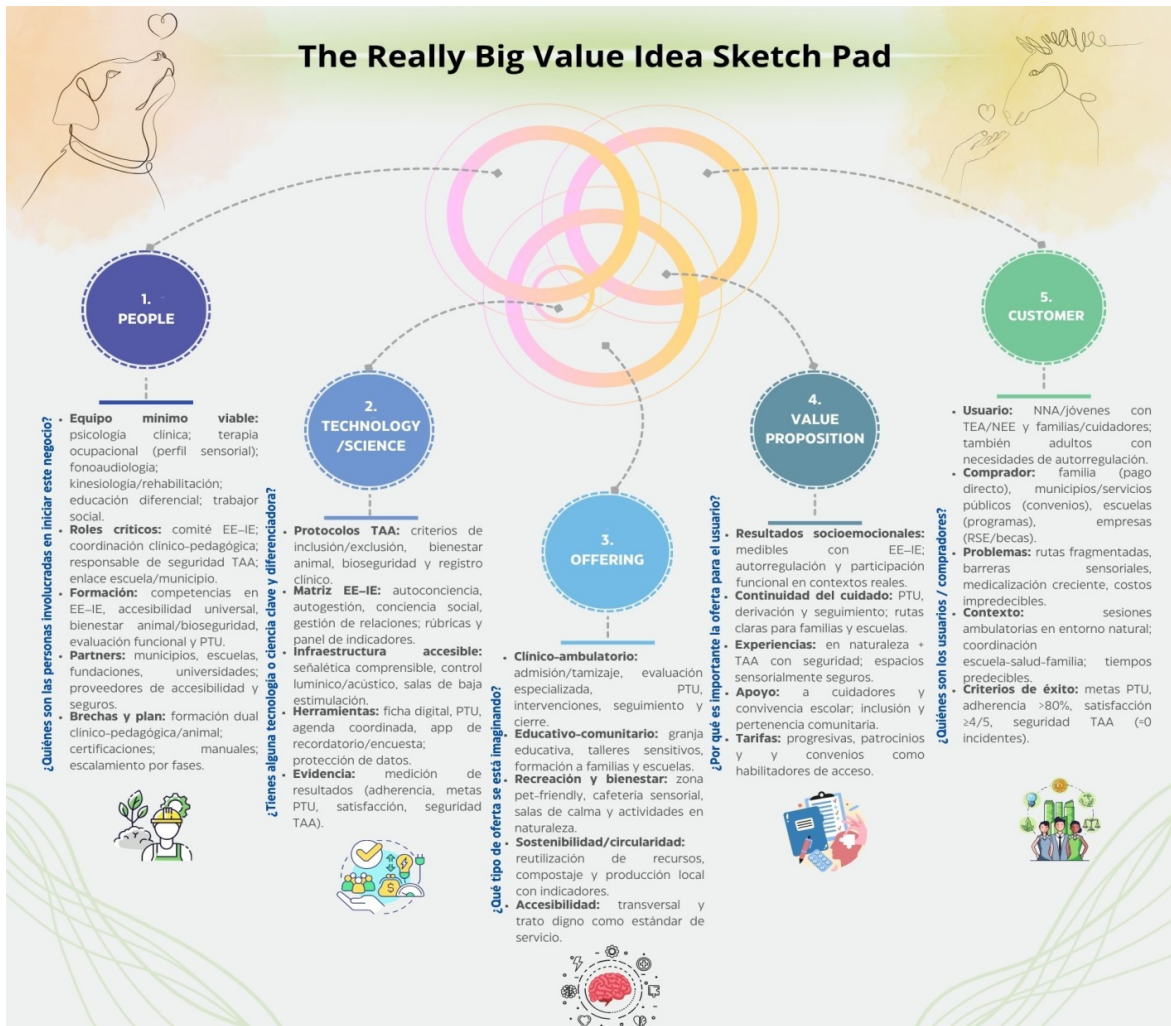 The Really Big Value Idea Sketch Pad
1.
PEOPLE
¿Quiénes son las personas involucradas en iniciar este negocio?
• Equipo mínimo viable:
psicología clínica; terapia
ocupacional (perfil sensorial);
fonoaudiología;
kinesiología/rehabilitación;
educación diferencial; trabajor
social.
• Roles críticos: comité EE–IE;
coordinación clínico-pedagógica;
responsable de seguridad TAA;
enlace escuela/municipio.
• Formación: competencias en
EE–IE, accesibilidad universal,
bienestar animal/bioseguridad,
evaluación funcional y PTU.
• Partners: municipios, escuelas,
fundaciones, universidades;
proveedores de accesibilidad y
seguros.
• Brechas y plan: formación dual
clínico-pedagógica/animal;
certificaciones; manuales;
escalamiento por fases.
2.
TECHNOLOGY
/SCIENCE
¿Tienes alguna tecnología o ciencia clave y diferenciadora?
• Protocolos TAA: criterios de
inclusión/exclusión, bienestar
animal, bioseguridad y registro
clínico.
• Matriz EE–IE: autoconciencia,
autogestión, conciencia social,
gestión de relaciones; rúbricas y
panel de indicadores.
• Infraestructura accesible:
señalética comprensible, control
lumínico/acústico, salas de baja
estimulación.
• Herramientas: ficha digital, PTU,
agenda coordinada, app de
recordatorio/encuesta;
protección de datos.
• Evidencia: medición de
resultados (adherencia, metas
PTU, satisfacción, seguridad
TAA).
3.
OFFERING
¿Qué tipo de oferta se está imaginando?
• Clínico-ambulatorio:
admisión/tamizaje, evaluación
especializada, PTU,
intervenciones, seguimiento y
cierre.
• Educativo-comunitario: granja
educativa, talleres sensitivos,
formación a familias y escuelas.
• Recreación y bienestar: zona
pet-friendly, cafetería sensorial,
salas de calma y actividades en
naturaleza.
• Sostenibilidad/circularidad:
reutilización de recursos,
compostaje y producción local
con indicadores.
• Accesibilidad: transversal y
trato digno como estándar de
servicio.
4.
VALUE
PROPOSITION
¿Por qué es importante la oferta para el usuario?
• Resultados socioemocionales:
medibles con EE–IE;
autorregulación y participación
funcional en contextos reales.
• Continuidad del cuidado: PTU,
derivación y seguimiento; rutas
claras para familias y escuelas.
• Experiencias: en naturaleza +
TAA con seguridad; espacios
sensorialmente seguros.
• Apoyo: a cuidadores y
convivencia escolar; inclusión y
pertenencia comunitaria.
• Tarifas: progresivas, patrocinios
y y convenios como
habilitadores de acceso.
5.
CUSTOMER
¿Quiénes son los usuarios / compradores?
• Usuario: NNA/jóvenes con
TEA/NEE y familias/cuidadores;
también adultos con
necesidades de autorregulación.
• Comprador: familia (pago
directo), municipios/servicios
públicos (convenios), escuelas
(programas), empresas
(RSE/becas).
• Problemas: rutas fragmentadas,
barreras sensoriales,
medicalización creciente, costos
impredecibles.
• Contexto: sesiones
ambulatorias en entorno natural;
coordinación
escuela-salud-familia; tiempos
predecibles.
• Criterios de éxito: metas PTU,
adherencia >80%, satisfacción
≥4/5, seguridad TAA (≈0
incidentes).